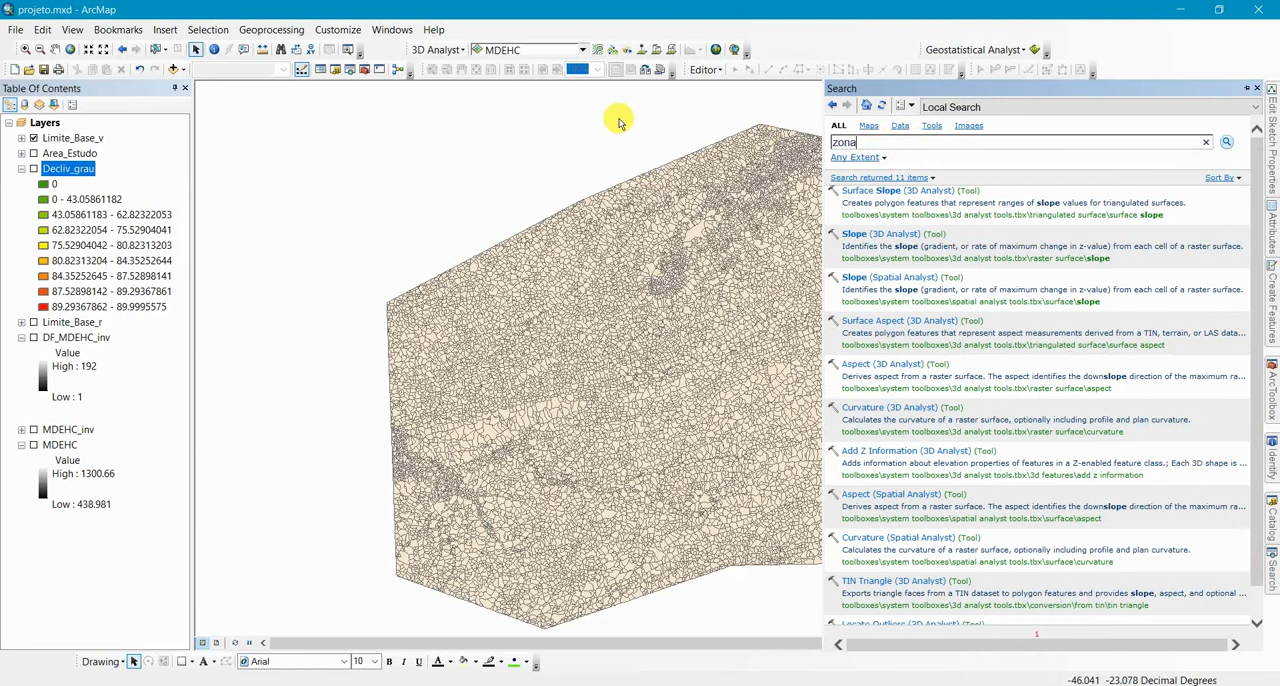 projeto.mxd - ArcMap
File Edit View Bookmarks Insert Selection Geoprocessing Customize Windows Help
3D Analyst MDEHC Geostatistical Analyst
Editor
Table Of Contents
Layers
Limite_Base_v
Area_Estudo
Decliv_grau
0
0 - 43.05861182
43.05861183 - 62.82322053
62.82322054 - 75.52904041
75.52904042 - 80.82313203
80.82313204 - 84.35252644
84.35252645 - 87.52898141
87.52898142 - 89.29367861
89.29367862 - 89.9995575
Limite_Base_r
DF_MDEHC_inv
Value
High : 192
Low : 1
MDEHC_inv
MDEHC
Value
High : 1300.66
Low : 438.981
Search
Local Search
ALL Maps Data Tools Images
zona
Any Extent
Search returned 11 items Sort By
Surface Slope (3D Analyst) (Tool)
Creates polygon features that represent ranges of slope values for triangulated surfaces.
toolboxes\system toolboxes\3d analyst tools.tbx\triangulated surface\surface slope
Slope (3D Analyst) (Tool)
Identifies the slope (gradient, or rate of maximum change in z-value) from each cell of a raster surface.
toolboxes\system toolboxes\3d analyst tools.tbx\raster surface\slope
Slope (Spatial Analyst) (Tool)
Identifies the slope (gradient, or rate of maximum change in z-value) from each cell of a raster surface.
toolboxes\system toolboxes\spatial analyst tools.tbx\surface\slope
Surface Aspect (3D Analyst) (Tool)
Creates polygon features that represent aspect measurements derived from a TIN, terrain, or LAS data...
toolboxes\system toolboxes\3d analyst tools.tbx\triangulated surface\surface aspect
Aspect (3D Analyst) (Tool)
Derives aspect from a raster surface. The aspect identifies the downslope direction of the maximum ra...
toolboxes\system toolboxes\3d analyst tools.tbx\raster surface\aspect
Curvature (3D Analyst) (Tool)
Calculates the curvature of a raster surface, optionally including profile and plan curvature.
toolboxes\system toolboxes\3d analyst tools.tbx\raster surface\curvature
Add Z Information (3D Analyst) (Tool)
Adds information about elevation properties of features in a Z-enabled feature class.; Each 3D shape is ...
toolboxes\system toolboxes\3d analyst tools.tbx\3d features\add z information
Aspect (Spatial Analyst) (Tool)
Derives aspect from a raster surface. The aspect identifies the downslope direction of the maximum ra...
toolboxes\system toolboxes\spatial analyst tools.tbx\surface\aspect
Curvature (Spatial Analyst) (Tool)
Calculates the curvature of a raster surface, optionally including profile and plan curvature.
toolboxes\system toolboxes\spatial analyst tools.tbx\surface\curvature
TIN Triangle (3D Analyst) (Tool)
Exports triangle faces from a TIN dataset to polygon features and provides slope, aspect, and optional ...
toolboxes\system toolboxes\3d analyst tools.tbx\conversion\from tin\tin triangle
Locate Outliers (3D Analyst) (Tool)
1
Edit Sketch Properties
Attributes
Create Features
ArcToolbox
Identify
Catalog
Search
Drawing A Arial 10 B I U A
-46.041 -23.078 Decimal Degrees